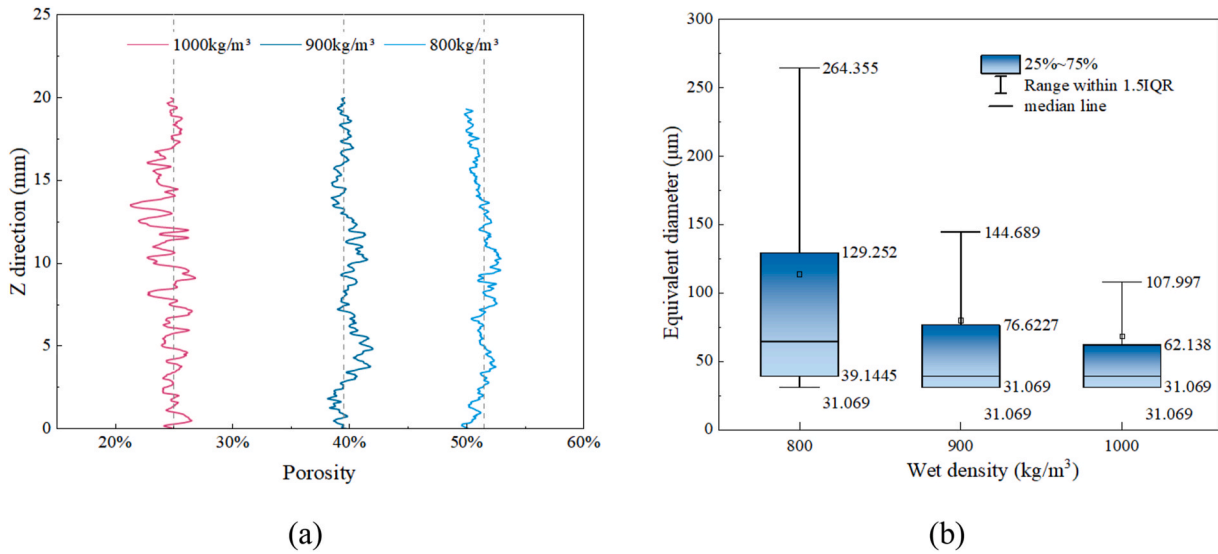 25
20
15
10
5
0
Z direction (mm)
1000kg/m³ 900kg/m³ 800kg/m³
20% 30% 40% 50% 60%
Porosity
(a)
300
250
200
150
100
50
0
Equivalent diameter (μm)
25%~75%
Range within 1.5IQR
median line
264.355
129.252
39.1445
31.069
144.689
76.6227
31.069
31.069
107.997
62.138
31.069
31.069
800 900 1000
Wet density (kg/m³)
(b)